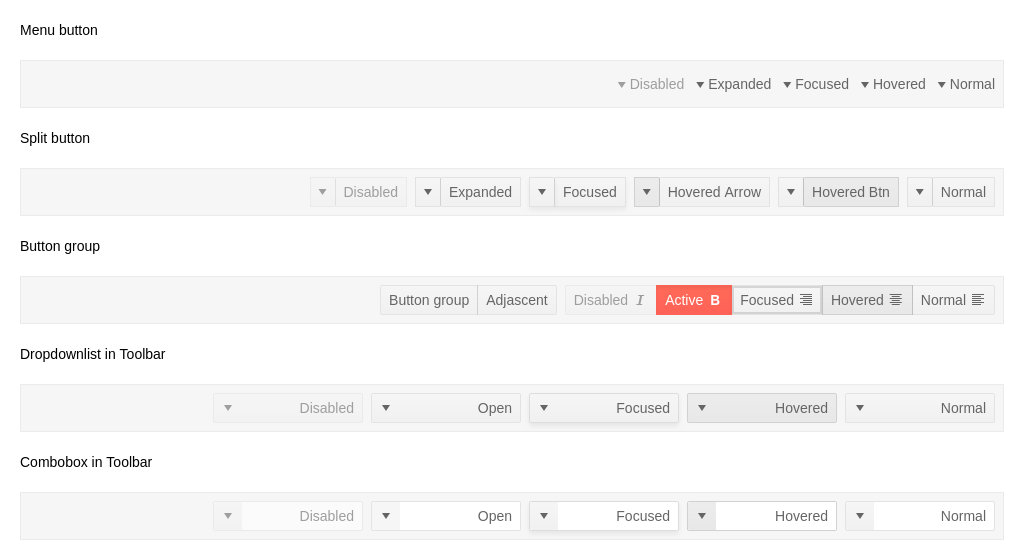 Menu button
Disabled Expanded Focused Hovered Normal
Split button
Disabled Expanded Focused Hovered Arrow Hovered Btn Normal
Button group
Button group Adjascent Disabled I Active B Focused Hovered Normal
Dropdownlist in Toolbar
Disabled Open Focused Hovered Normal
Combobox in Toolbar
Disabled Open Focused Hovered Normal